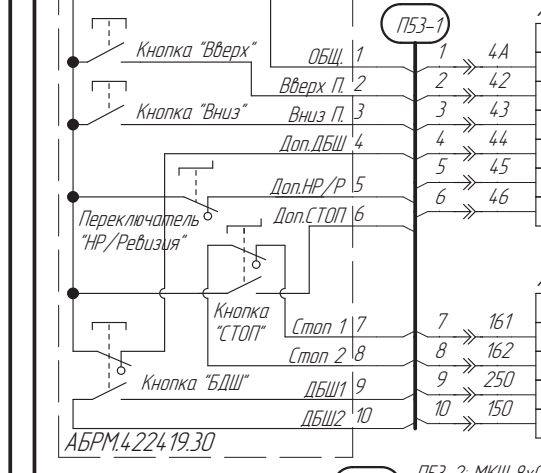 П53-1
Кнопка "Вверх" ОБЩ. 1 1 4А
Вверх П. 2 2 42
Кнопка "Вниз" Вниз П. 3 3 43
Доп.ДБШ 4 4 44
Доп.НР/Р 5 5 45
Переключатель "НР/Ревизия" Доп.СТОП 6 6 46
Кнопка "СТОП"
Стоп 1 7 7 161
Стоп 2 8 8 162
Кнопка "БДШ" ДБШ1 9 9 250
ДБШ2 10 10 150
АБРМ.422419.30